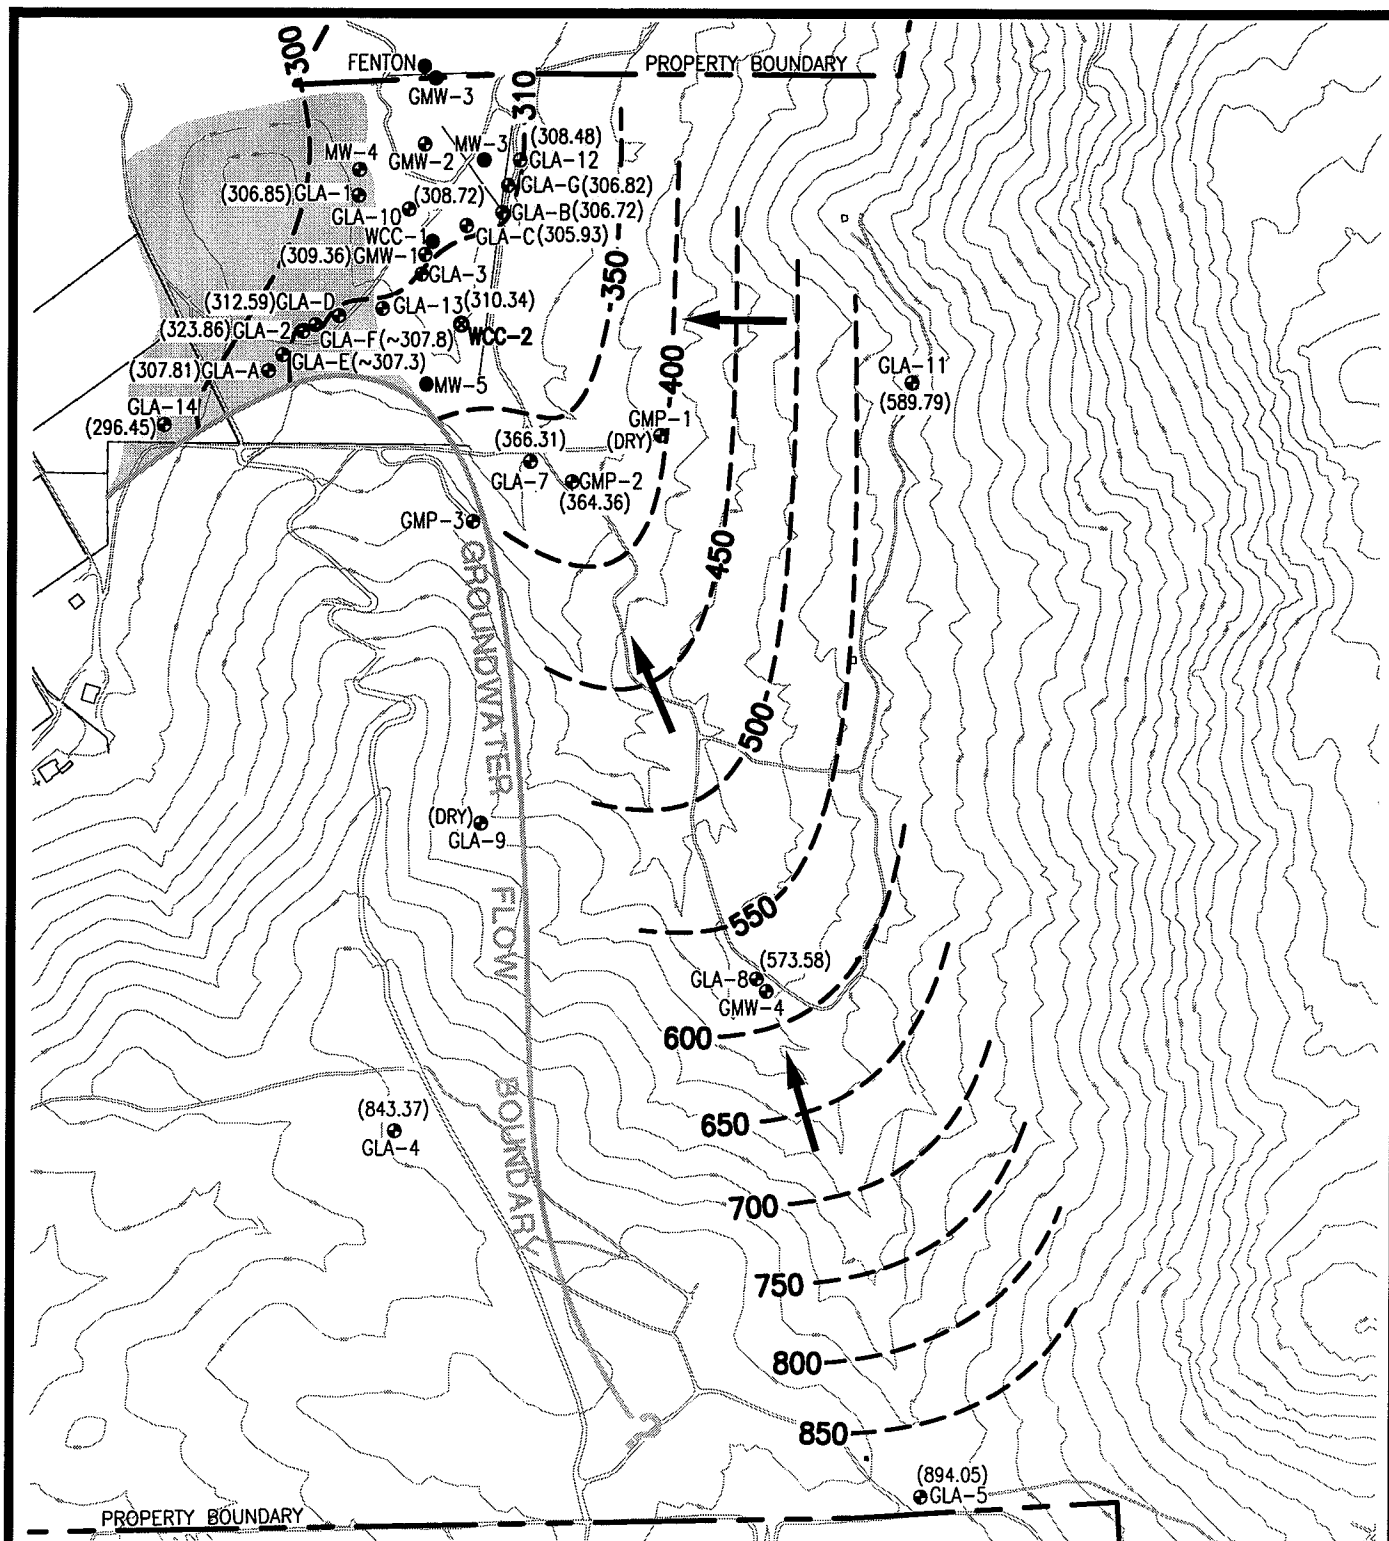 300
FENTON
PROPERTY BOUNDARY
GMW-3
310
MW-3
(308.48)
MW-4
GMW-2
GLA-12
(306.85) GLA-1
(308.72)
GLA-G(306.82)
GLA-10
GLA-B(306.72)
WCC-1
GLA-C(305.93)
(309.36) GMW-1
GLA-3
350
(312.59) GLA-D
GLA-13 (310.34)
(323.86) GLA-2
GLA-F(~307.8)
WCC-2
GLA-E(~307.3)
(307.81) GLA-A
400
GLA-11
MW-5
(589.79)
GLA-14
GMP-1
(296.45)
(366.31)
(DRY)
GLA-7
GMP-2
(364.36)
GMP-3
450
GROUNDWATER FLOW BOUNDARY
500
(DRY)
GLA-9
550
(573.58)
GLA-8
GMW-4
600
650
(843.37)
GLA-4
700
750
800
?
850
(894.05)
GLA-5
PROPERTY BOUNDARY